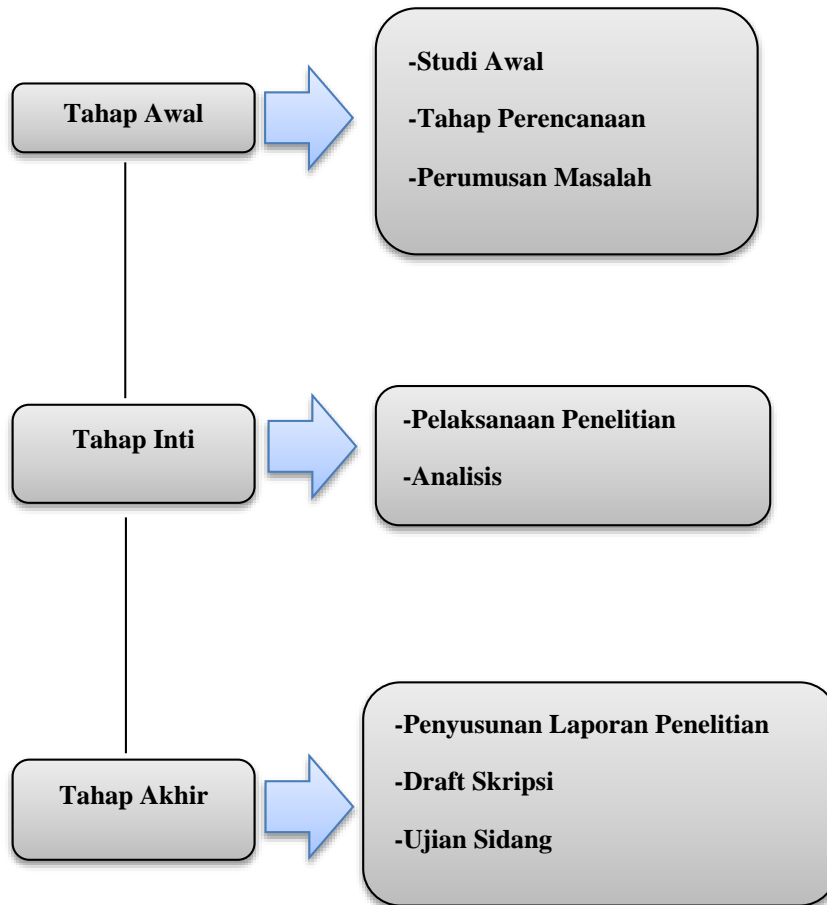 Tahap Awal
-Studi Awal
-Tahap Perencanaan
-Perumusan Masalah
Tahap Inti
-Pelaksanaan Penelitian
-Analisis
Tahap Akhir
-Penyusunan Laporan Penelitian
-Draft Skripsi
-Ujian Sidang